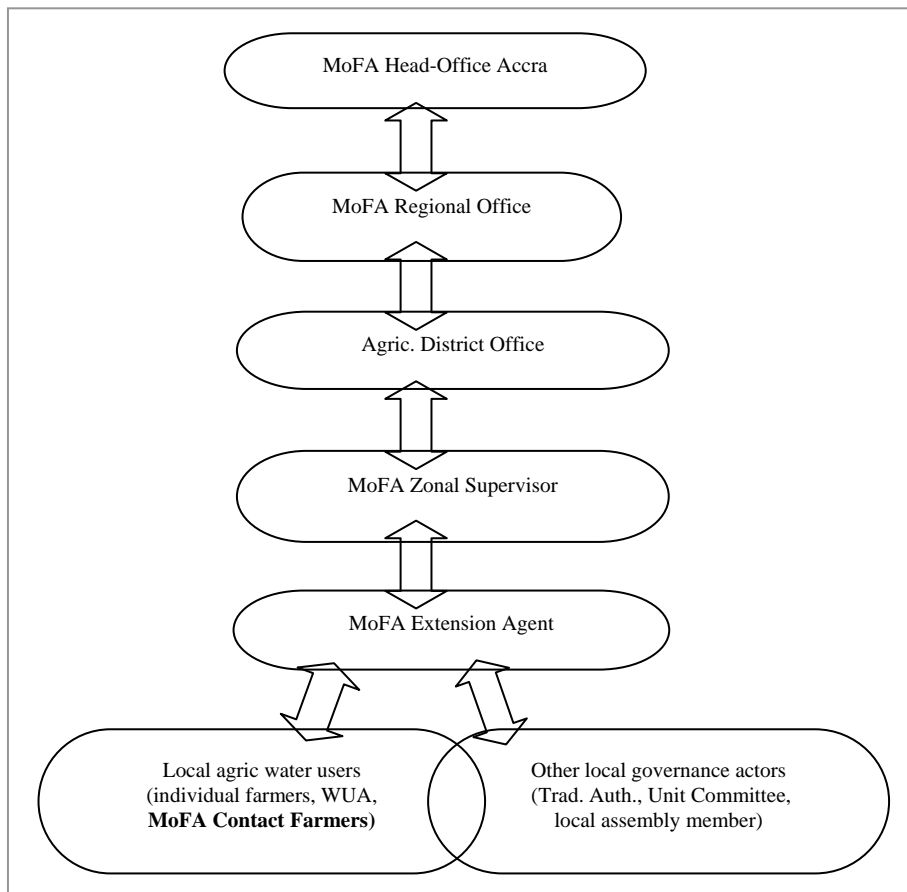 MoFA Head-Office Accra
MoFA Regional Office
Agric. District Office
MoFA Zonal Supervisor
MoFA Extension Agent
Local agric water users
(individual farmers, WUA,
MoFA Contact Farmers)
Other local governance actors
(Trad. Auth., Unit Committee,
local assembly member)